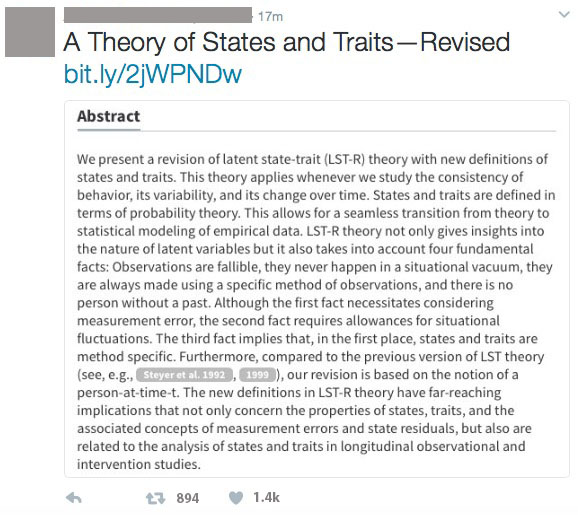 · 17m
A Theory of States and Traits—Revised
bit.ly/2jWPNDw
Abstract
We present a revision of latent state-trait (LST-R) theory with new definitions of
states and traits. This theory applies whenever we study the consistency of
behavior, its variability, and its change over time. States and traits are defined in
terms of probability theory. This allows for a seamless transition from theory to
statistical modeling of empirical data. LST-R theory not only gives insights into
the nature of latent variables but it also takes into account four fundamental
facts: Observations are fallible, they never happen in a situational vacuum, they
are always made using a specific method of observations, and there is no
person without a past. Although the first fact necessitates considering
measurement error, the second fact requires allowances for situational
fluctuations. The third fact implies that, in the first place, states and traits are
method specific. Furthermore, compared to the previous version of LST theory
(see, e.g., Steyer et al. 1992 , 1999 ), our revision is based on the notion of a
person-at-time-t. The new definitions in LST-R theory have far-reaching
implications that not only concern the properties of states, traits, and the
associated concepts of measurement errors and state residuals, but also are
related to the analysis of states and traits in longitudinal observational and
intervention studies.
894 1.4k